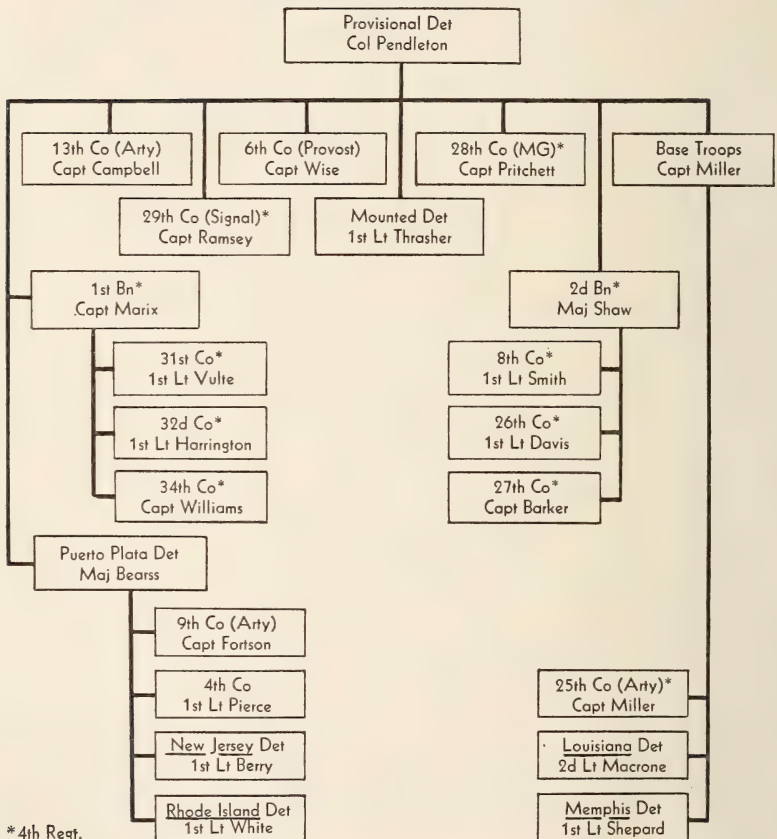 Provisional Det
Col Pendleton
13th Co (Arty)
Capt Campbell
6th Co (Provost)
Capt Wise
28th Co (MG)*
Capt Pritchett
Base Troops
Capt Miller
29th Co (Signal)*
Capt Ramsey
Mounted Det
1st Lt Thrasher
1st Bn*
Capt Marix
2d Bn*
Maj Shaw
31st Co*
1st Lt Vulte
8th Co*
1st Lt Smith
32d Co*
1st Lt Harrington
26th Co*
1st Lt Davis
34th Co*
Capt Williams
27th Co*
Capt Barker
Puerto Plata Det
Maj Bearss
9th Co (Arty)
Capt Fortson
4th Co
1st Lt Pierce
25th Co (Arty)*
Capt Miller
New Jersey Det
1st Lt Berry
Louisiana Det
2d Lt Macrone
Rhode Island Det
1st Lt White
Memphis Det
1st Lt Shepard
*4th Regt.